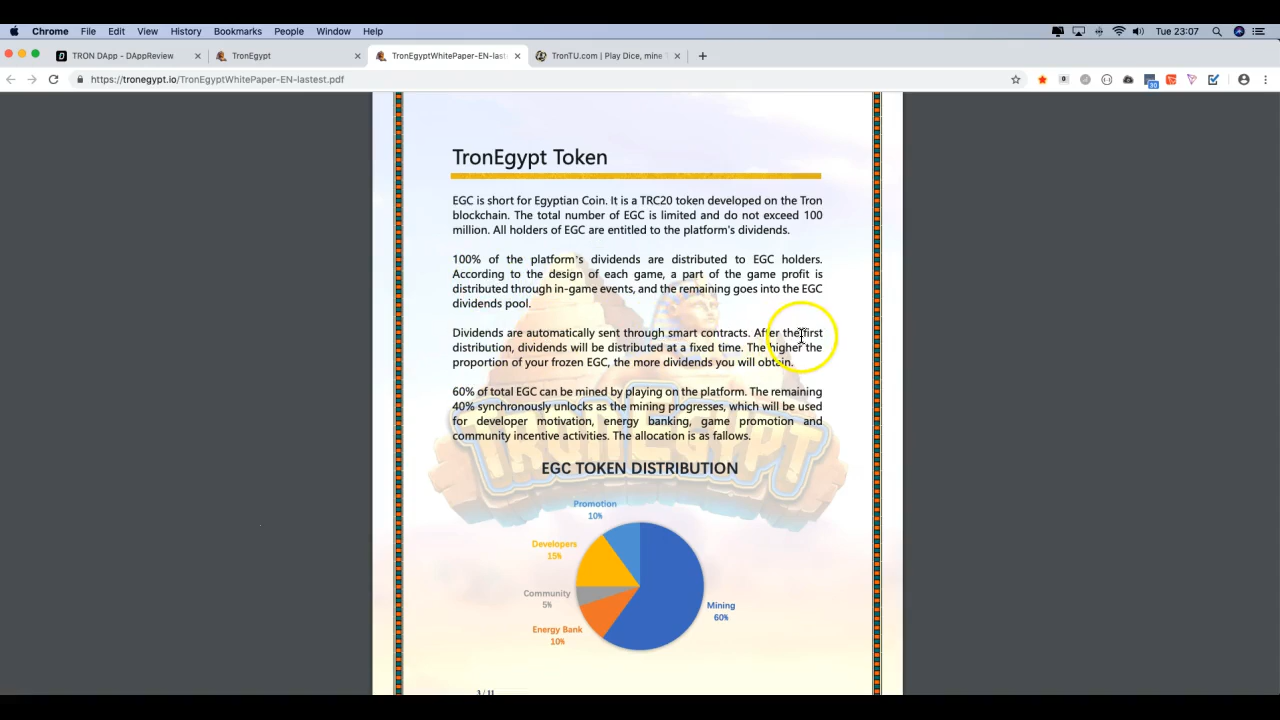 Chrome File Edit View History Bookmarks People Window Help Tue 23:07
TRON DApp - DAppReview
TronEgypt
TronEgyptWhitePaper-EN-last
TronTU.com | Play Dice, mine
https://tronegypt.io/TronEgyptWhitePaper-EN-lastest.pdf
TronEgypt Token
EGC is short for Egyptian Coin. It is a TRC20 token developed on the Tron
blockchain. The total number of EGC is limited and do not exceed 100
million. All holders of EGC are entitled to the platform's dividends.
100% of the platform's dividends are distributed to EGC holders.
According to the design of each game, a part of the game profit is
distributed through in-game events, and the remaining goes into the EGC
dividends pool.
Dividends are automatically sent through smart contracts. After the first
distribution, dividends will be distributed at a fixed time. The higher the
proportion of your frozen EGC, the more dividends you will obtain.
60% of total EGC can be mined by playing on the platform. The remaining
40% synchronously unlocks as the mining progresses, which will be used
for developer motivation, energy banking, game promotion and
community incentive activities. The allocation is as fallows.
TRONEGYPT
EGC TOKEN DISTRIBUTION
Promotion
10%
Developers
15%
Community
5%
Energy Bank
10%
Mining
60%